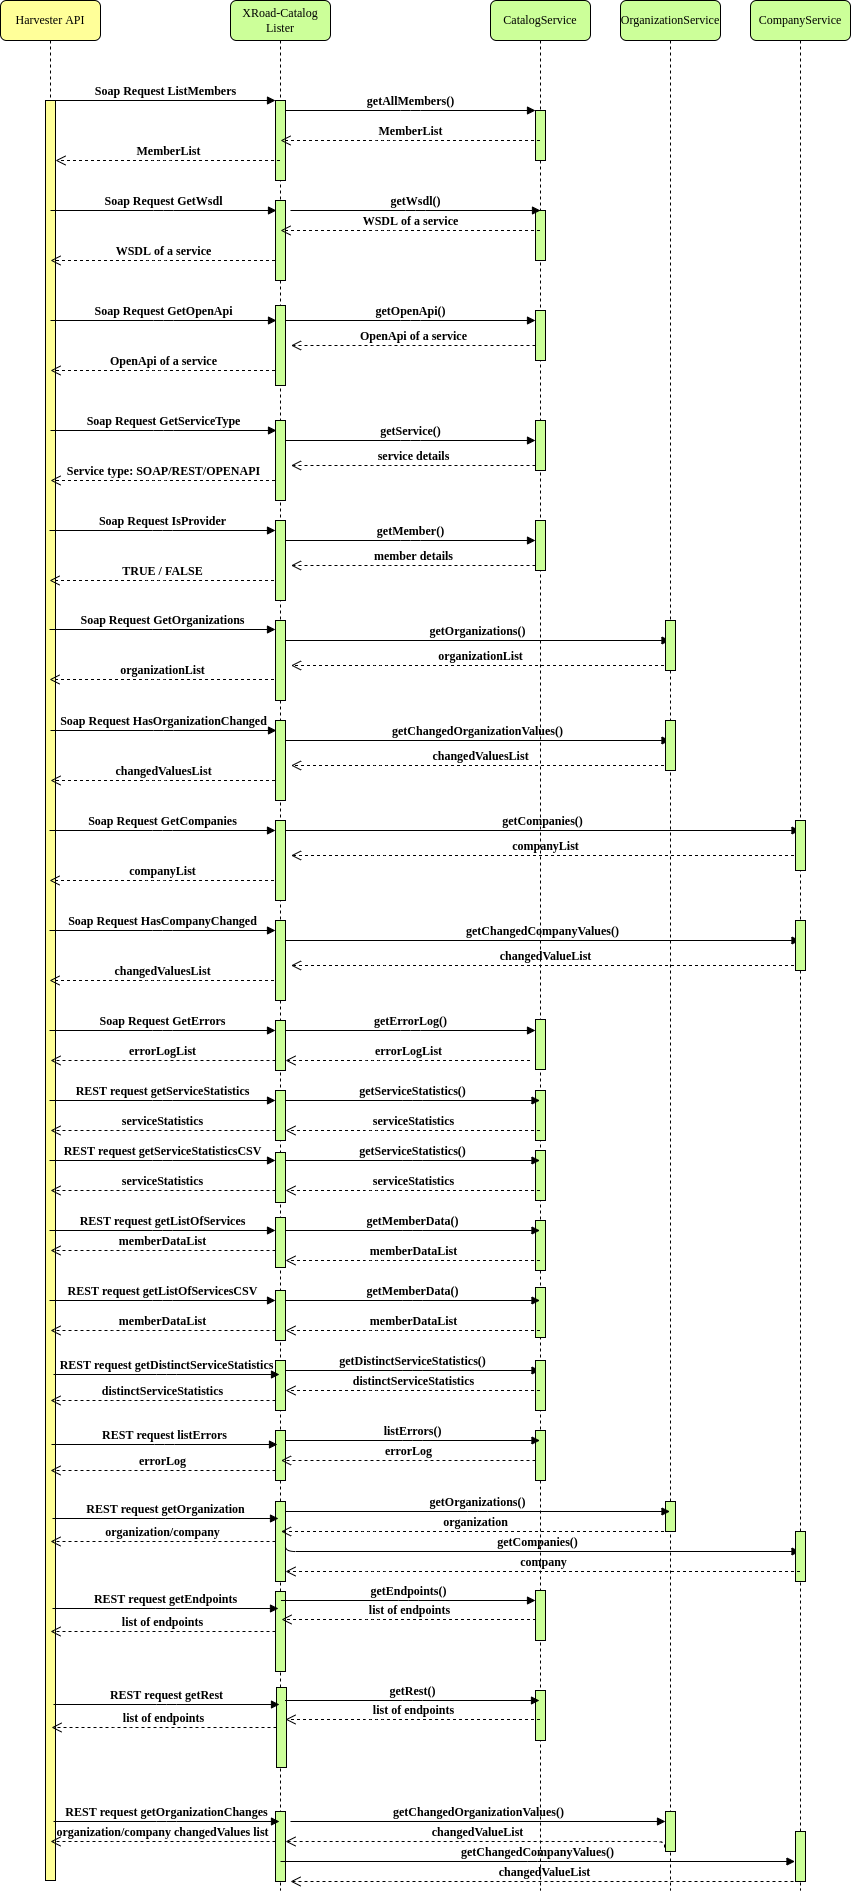 Harvester API
XRoad-Catalog
Lister
CatalogService
OrganizationService
CompanyService
Soap Request ListMembers
getAllMembers()
MemberList
MemberList
Soap Request GetWsdl
getWsdl()
WSDL of a service
WSDL of a service
Soap Request GetOpenApi
getOpenApi()
OpenApi of a service
OpenApi of a service
Soap Request GetServiceType
getService()
service details
Service type: SOAP/REST/OPENAPI
Soap Request IsProvider
getMember()
member details
TRUE / FALSE
Soap Request GetOrganizations
getOrganizations()
organizationList
organizationList
Soap Request HasOrganizationChanged
getChangedOrganizationValues()
changedValuesList
changedValuesList
Soap Request GetCompanies
getCompanies()
companyList
companyList
Soap Request HasCompanyChanged
getChangedCompanyValues()
changedValueList
changedValuesList
Soap Request GetErrors
getErrorLog()
errorLogList
errorLogList
REST request getServiceStatistics
getServiceStatistics()
serviceStatistics
serviceStatistics
REST request getServiceStatisticsCSV
getServiceStatistics()
serviceStatistics
serviceStatistics
REST request getListOfServices
getMemberData()
memberDataList
memberDataList
REST request getListOfServicesCSV
getMemberData()
memberDataList
memberDataList
REST request getDistinctServiceStatistics
getDistinctServiceStatistics()
distinctServiceStatistics
distinctServiceStatistics
REST request listErrors
listErrors()
errorLog
errorLog
REST request getOrganization
getOrganizations()
organization
organization/company
getCompanies()
company
REST request getEndpoints
getEndpoints()
list of endpoints
list of endpoints
REST request getRest
getRest()
list of endpoints
list of endpoints
REST request getOrganizationChanges
getChangedOrganizationValues()
organization/company changedValues list
changedValueList
getChangedCompanyValues()
changedValueList